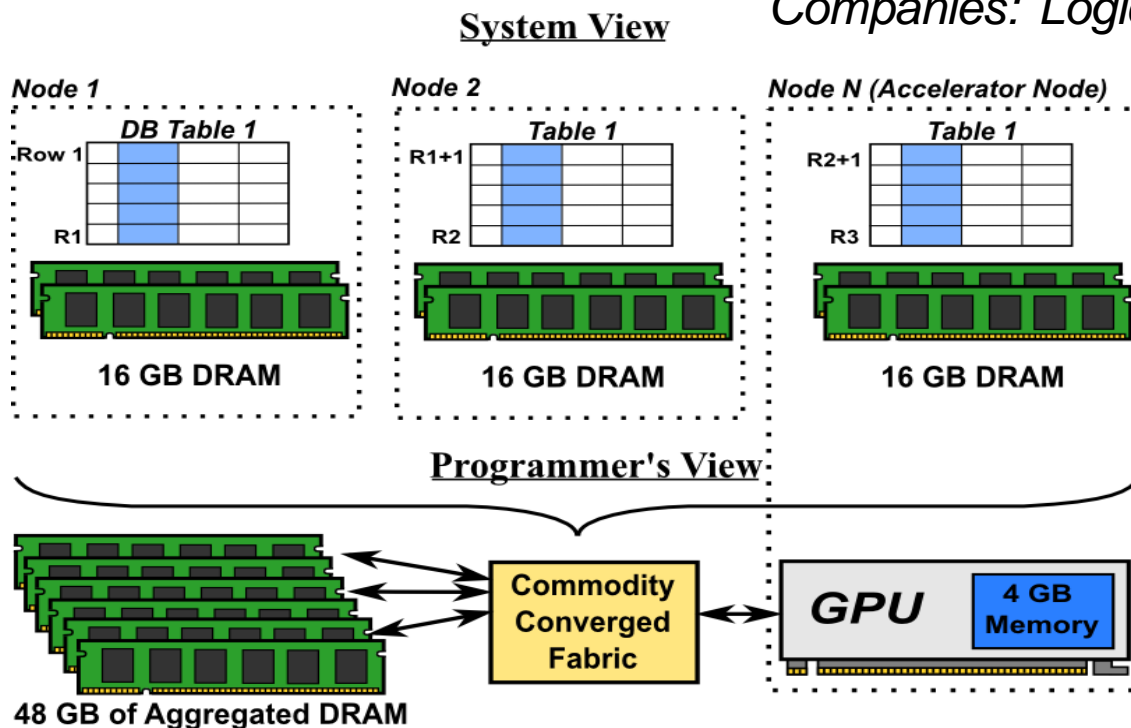 Companies: Logic
System View
Node 1
Node 2
Node N (Accelerator Node)
DB Table 1
Table 1
Table 1
Row 1
R1+1
R2+1
R1
R2
R3
16 GB DRAM
16 GB DRAM
16 GB DRAM
Programmer's View
Commodity
Converged
Fabric
GPU
4 GB
Memory
48 GB of Aggregated DRAM